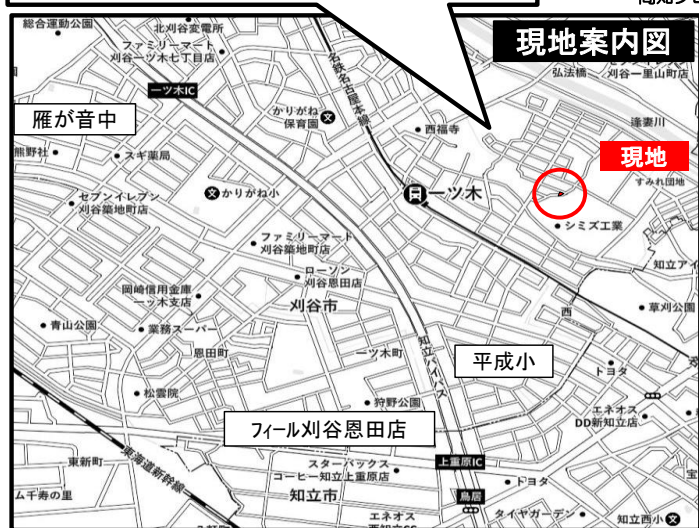 総合運動公園
北刈谷変電所
ファミリーマート
刈谷一ツ木七丁目店
現地案内図
弘法橋
刈谷一里山町店
一ツ木IC
名鉄名古屋本線
雁が音中
かりがね
保育園
西福寺
逢妻川
熊野社
スギ薬局
現地
すみれ団地
セブンイレブン
刈谷築地町店
かりがね小
一ツ木
シミズ工業
ファミリーマート
刈谷築地町店
ローソン
刈谷恩田店
知立アイ
岡崎信用金庫
一ッ木支店
刈谷市
草刈公園
西
青山公園
業務スーパー
恩田町
一ツ木町
知立バイパス
平成小
トヨタ
松雲院
狩野公園
エネオス
DD新知立店
フィール刈谷恩田店
東新町
東海道新幹線
スターバックス
コーヒー知立上重原店
上重原IC
宝
ム千寿の里
知立市
鳥居
トヨタ
エネオス
タイヤガーデン
知立西小